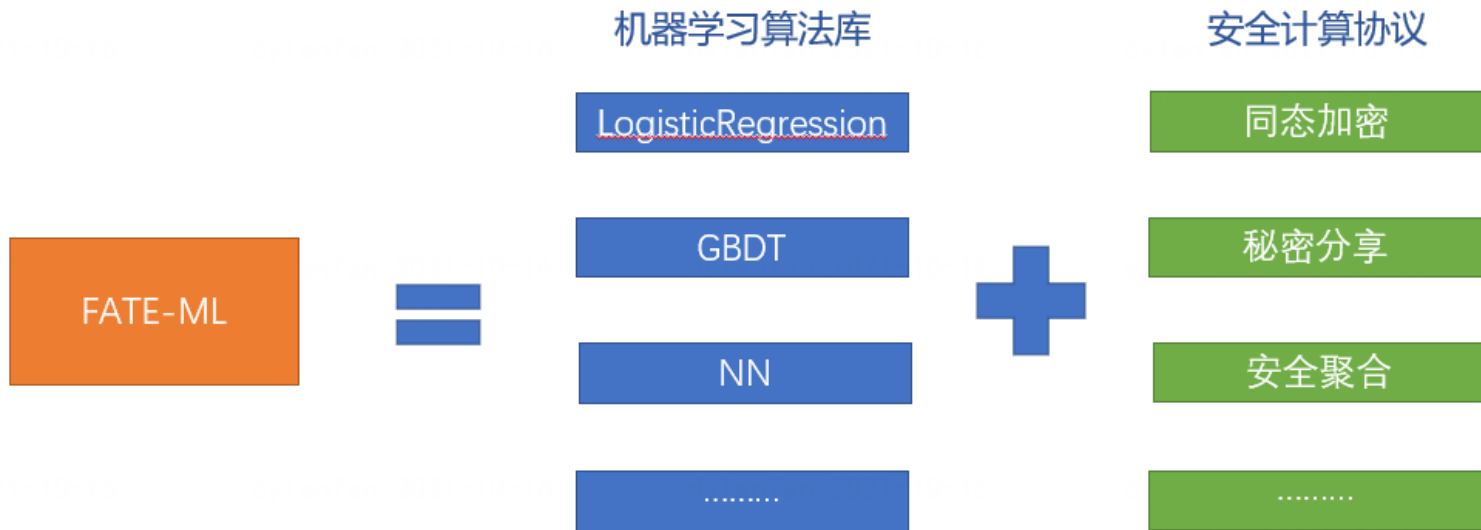 机器学习算法库
安全计算协议
LogisticRegression
同态加密
GBDT
秘密分享
FATE-ML
NN
安全聚合
………
………